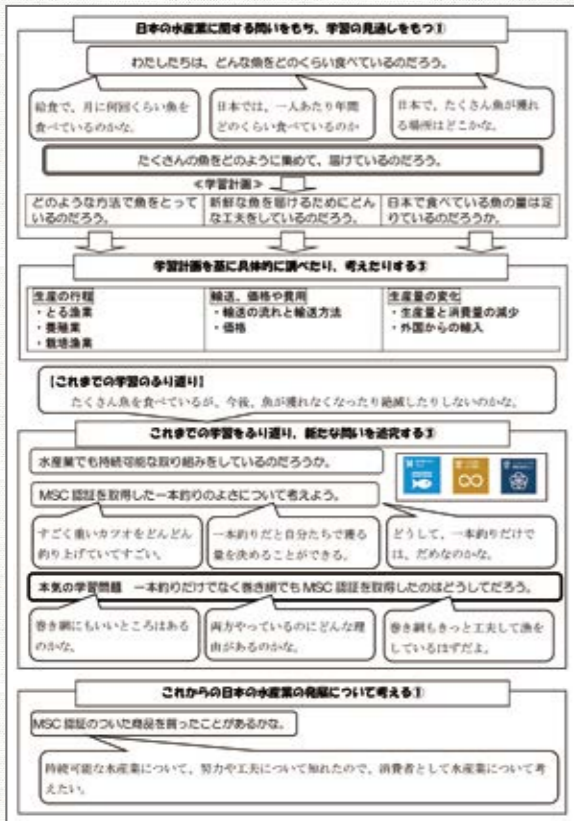 日本の水産業に関する問いをもち、学習の見通しをもつ①
わたしたちは、どんな魚をどのくらい食べているのだろう。
給食で、月に何回くらい魚を
食べているのかな。
日本では、一人あたり年間
どのくらい食べているのか
日本で、たくさん魚が獲れ
る場所はどこかな。
たくさんの魚をどのように集めて、届けているのだろう。
≪学習計画≫
どのような方法で魚をとって
いるのだろう。
新鮮な魚を届けるためにどん
な工夫をしているのだろう。
日本で食べている魚の量は足
りているのだろうか。
学習計画を基に具体的に調べたり、考えたりする③
生産の行程
・とる漁業
・養殖業
・栽培漁業
輸送、価格や費用
・輸送の流れと輸送方法
・価格
生産量の変化
・生産量と消費量の減少
・外国からの輸入
【これまでの学習のふり返り】
たくさん魚を食べているが、今後、魚が獲れなくなったり絶滅したりしないのかな。
これまでの学習をふり返り、新たな問いを追究する③
水産業でも持続可能な取り組みをしているのだろうか。
MSC 認証を取得した一本釣りのよさについて考えよう。
すごく重いカツオをどんどん
釣り上げていてすごい。
一本釣りだと自分たちで獲る
量を決めることができる。
どうして、一本釣りだけで
は、だめなのかな。
本気の学習問題　一本釣りだけでなく巻き網でも MSC 認証を取得したのはどうしてだろう。
巻き網にもいいところはある
のかな。
両方やっているのにどんな理
由があるのかな。
巻き網もきっと工夫して漁を
しているはずだよ。
これからの日本の水産業の発展について考える①
MSC 認証のついた商品を買ったことがあるかな。
持続可能な水産業について、努力や工夫について知れたので、消費者として水産業について考
えたい。